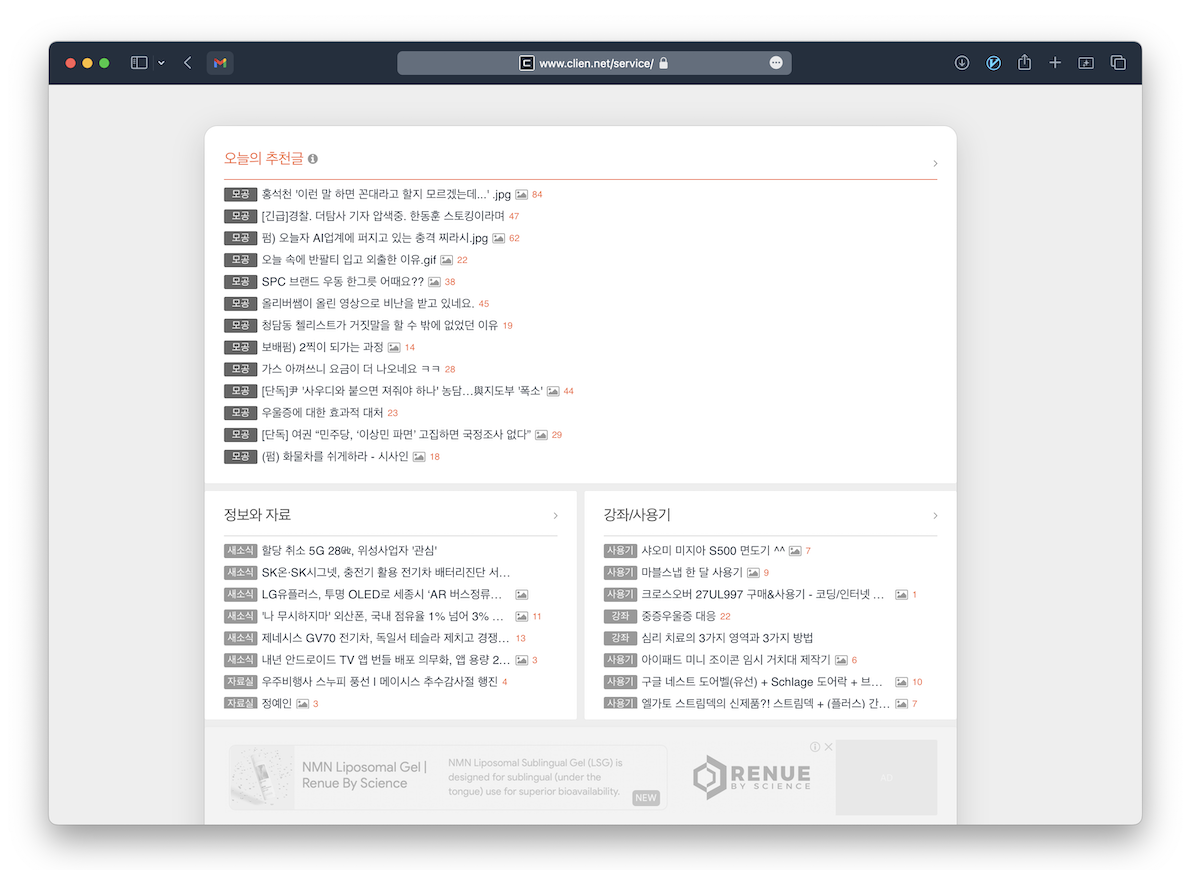 www.clien.net/service/
오늘의 추천글
모공 홍석천 '이런 말 하면 꼰대라고 할지 모르겠는데...' .jpg 84
모공 [긴급]경찰. 더탐사 기자 압색중. 한동훈 스토킹이라며 47
모공 펌) 오늘자 AI업계에 퍼지고 있는 충격 찌라시.jpg 62
모공 오늘 속에 반팔티 입고 외출한 이유.gif 22
모공 SPC 브랜드 우동 한그릇 어때요?? 38
모공 올리버쌤이 올린 영상으로 비난을 받고 있네요. 45
모공 청담동 첼리스트가 거짓말을 할 수 밖에 없었던 이유 19
모공 보배펌) 2찍이 되가는 과정 14
모공 가스 아껴쓰니 요금이 더 나오네요 ㅋㅋ 28
모공 [단독]尹 '사우디와 붙으면 져줘야 하나' 농담…與지도부 '폭소' 44
모공 우울증에 대한 효과적 대처 23
모공 [단독] 여권 “민주당, ‘이상민 파면’ 고집하면 국정조사 없다” 29
모공 (펌) 화물차를 쉬게하라 - 시사인 18
정보와 자료
새소식 할당 취소 5G 28㎓, 위성사업자 '관심'
새소식 SK온·SK시그넷, 충전기 활용 전기차 배터리진단 서...
새소식 LG유플러스, 투명 OLED로 세종시 ‘AR 버스정류...
새소식 '나 무시하지마' 외산폰, 국내 점유율 1% 넘어 3% ... 11
새소식 제네시스 GV70 전기차, 독일서 테슬라 제치고 경쟁... 13
새소식 내년 안드로이드 TV 앱 번들 배포 의무화, 앱 용량 2... 3
자료실 우주비행사 스누피 풍선 I 메이시스 추수감사절 행진 4
자료실 정예인 3
강좌/사용기
사용기 샤오미 미지아 S500 면도기 ^^ 7
사용기 마블스냅 한 달 사용기 9
사용기 크로스오버 27UL997 구매&사용기 - 코딩/인터넷 ... 1
강좌 중증우울증 대응 22
강좌 심리 치료의 3가지 영역과 3가지 방법
사용기 아이패드 미니 조이콘 임시 거치대 제작기 6
사용기 구글 네스트 도어벨(유선) + Schlage 도어락 + 브... 10
사용기 엘가토 스트림덱의 신제품?! 스트림덱 + (플러스) 간... 7
NMN Liposomal Gel |
Renue By Science
NMN Liposomal Sublingual Gel (LSG) is
designed for sublingual (under the
tongue) use for superior bioavailability.
NEW
RENUE
BY SCIENCE
AD